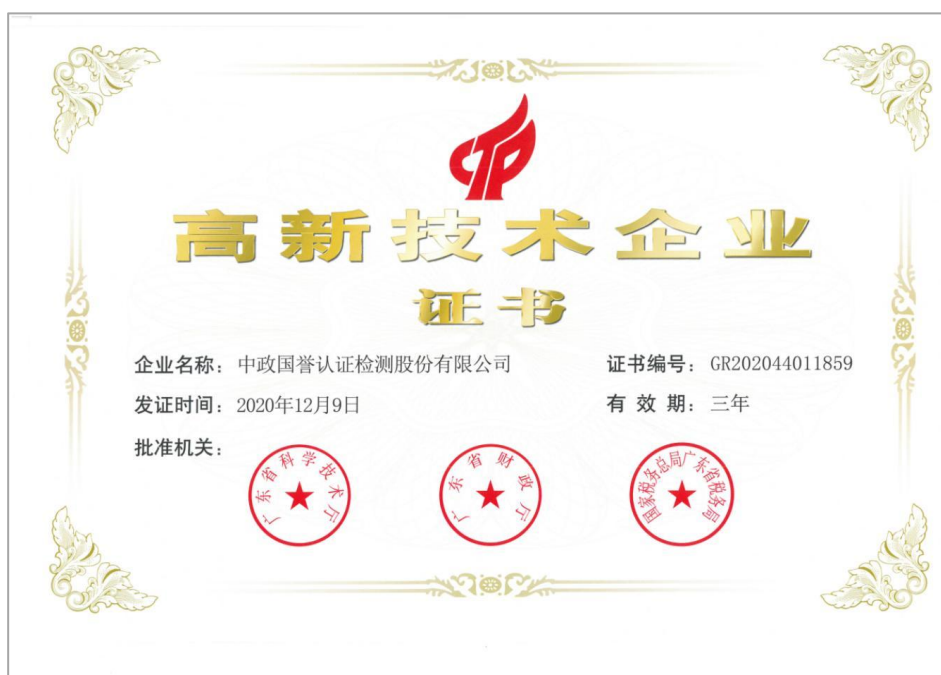 高新技术企业
证书
企业名称：中政国誉认证检测股份有限公司
证书编号：GR202044011859
发证时间：2020年12月9日
有 效 期：三年
批准机关：
广东省科学技术厅
广东省财政厅
国家税务总局广东省税务局